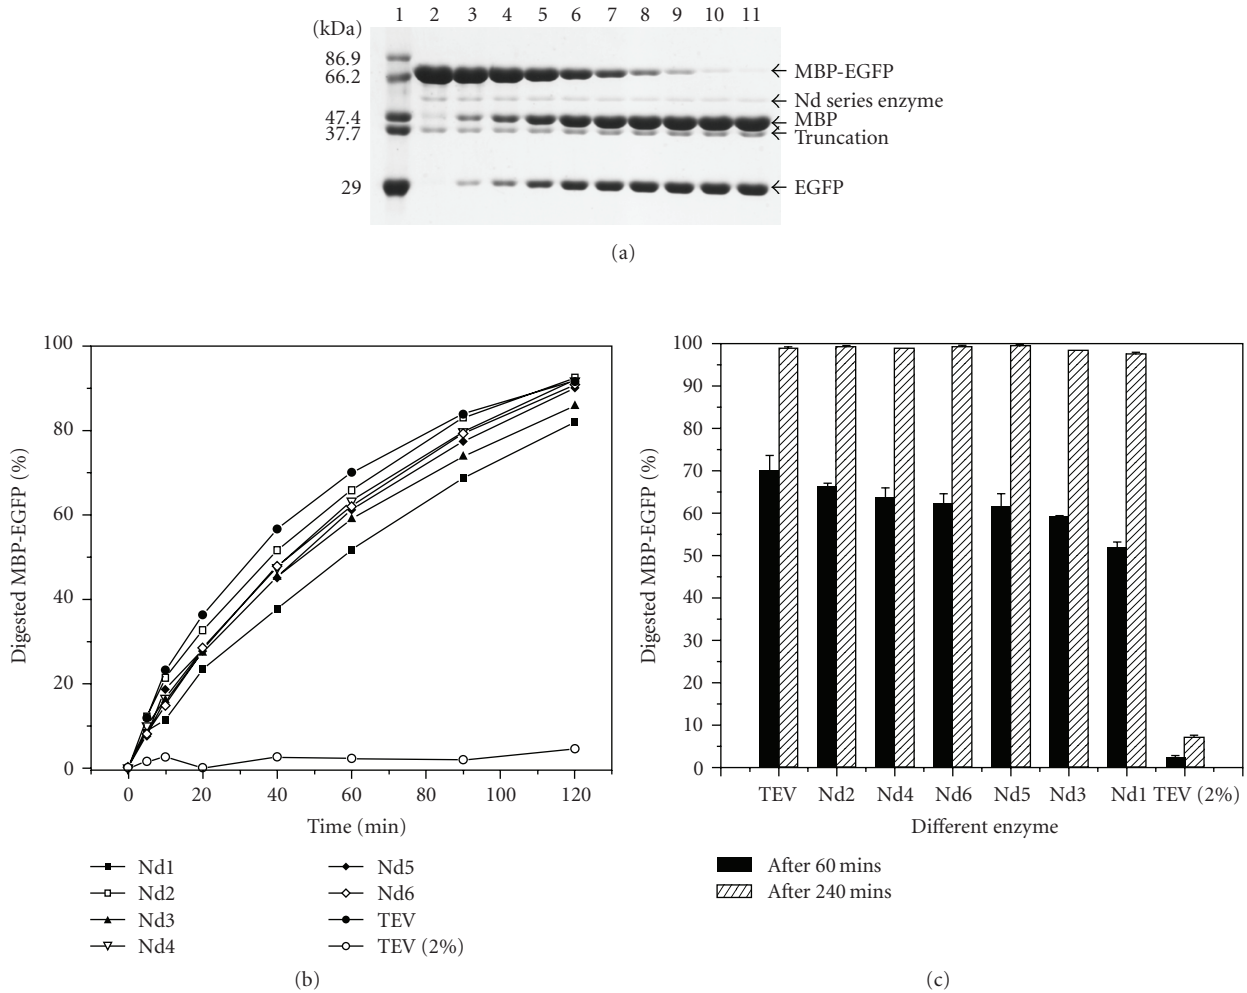 (kDa) 1 2 3 4 5 6 7 8 9 10 11
86.9
66.2
47.4
37.7
29
MBP-EGFP
Nd series enzyme
MBP
Truncation
EGFP
(a)
Digested MBP-EGFP (%)
100
80
60
40
20
0
0 20 40 60 80 100 120
Time (min)
Nd1
Nd2
Nd3
Nd4
Nd5
Nd6
TEV
TEV (2%)
(b)
Digested MBP-EGFP (%)
100
90
80
70
60
50
40
30
20
10
0
TEV Nd2 Nd4 Nd6 Nd5 Nd3 Nd1 TEV (2%)
Different enzyme
After 60 mins
After 240 mins
(c)